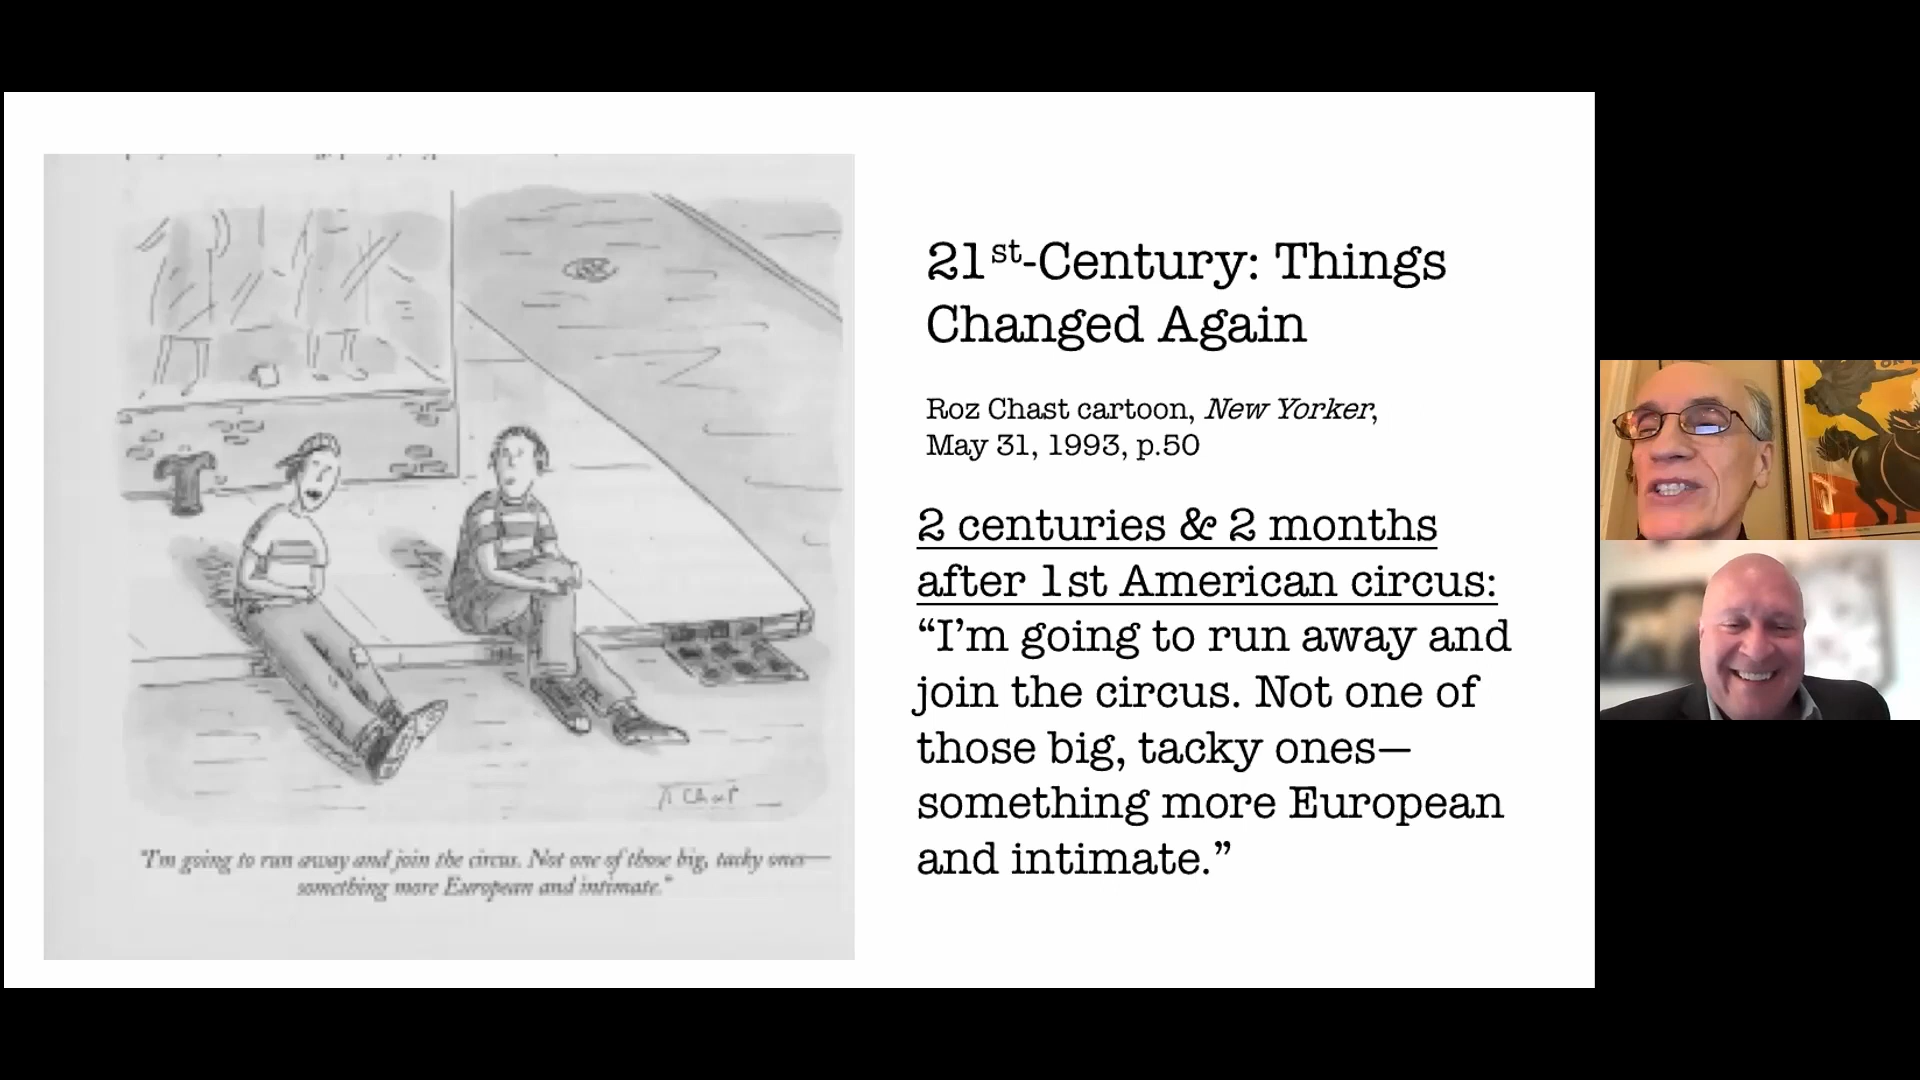 "I'm going to run away and join the circus. Not one of those big, tacky ones—
something more European and intimate."
R Chast
21st-Century: Things
Changed Again
Roz Chast cartoon, New Yorker,
May 31, 1993, p.50
2 centuries & 2 months
after 1st American circus:
“I’m going to run away and
join the circus. Not one of
those big, tacky ones—
something more European
and intimate.”